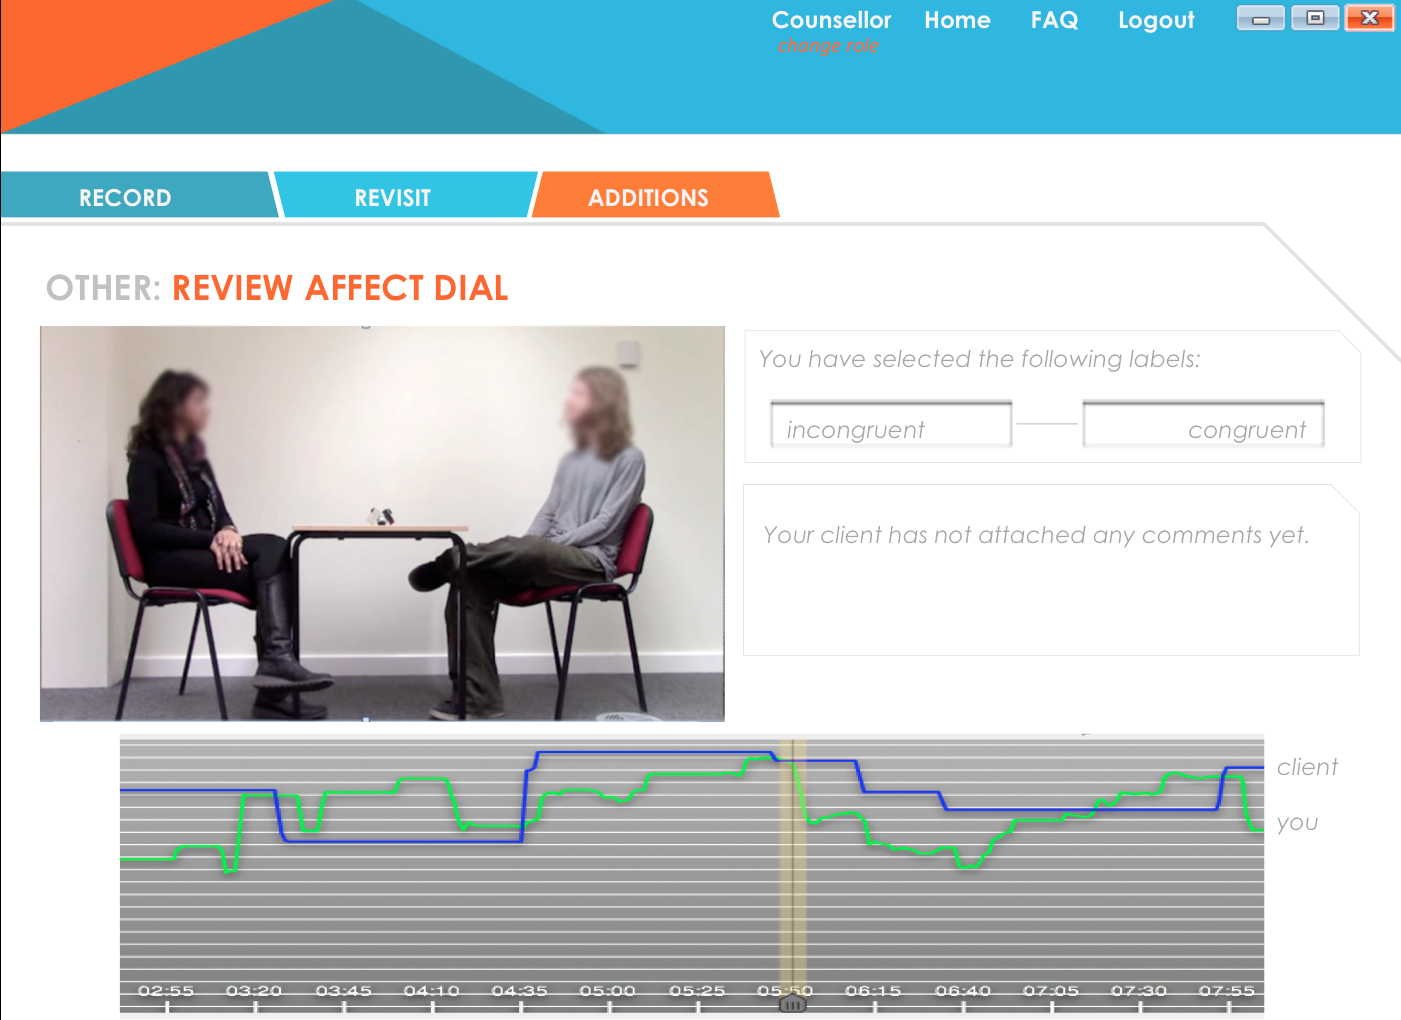 Counsellor Home FAQ Logout
change role
RECORD REVISIT ADDITIONS
OTHER: REVIEW AFFECT DIAL
You have selected the following labels:
incongruent congruent
Your client has not attached any comments yet.
client
you
02:55 03:20 03:45 04:10 04:35 05:00 05:25 05:50 06:15 06:40 07:05 07:30 07:55